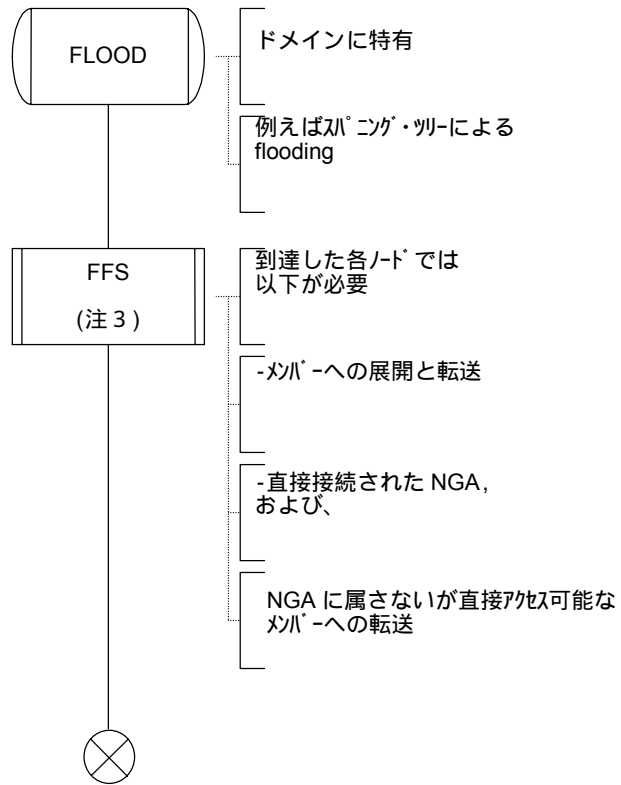 FLOOD
ドメインに特有
例えばｽﾊﾟﾆﾝｸﾞ・ﾂﾘｰによる
flooding
FFS
(注３)
到達した各ﾉｰﾄﾞでは
以下が必要
-ﾒﾝﾊﾞｰへの展開と転送
-直接接続された NGA,
および、
NGA に属さないが直接ｱｸｾｽ可能な
ﾒﾝﾊﾞｰへの転送